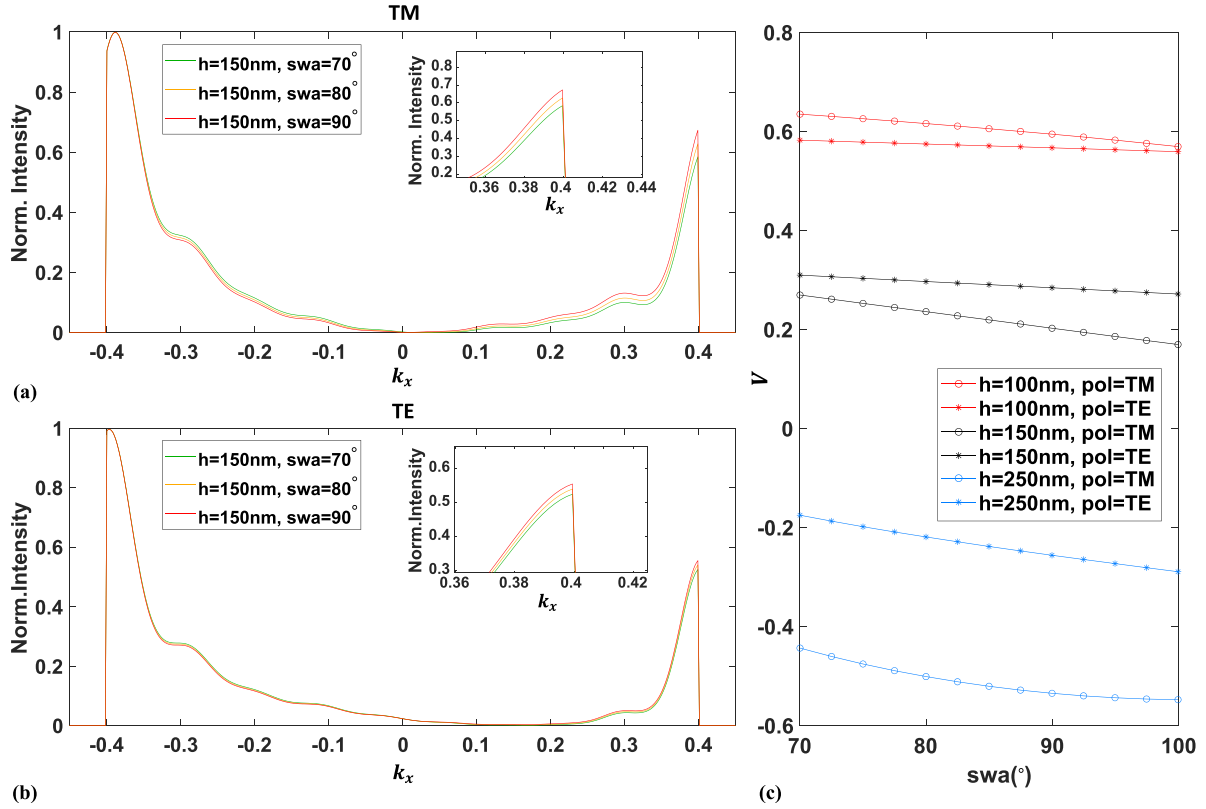 TM
Norm. Intensity
1
0.8
0.6
0.4
0.2
0
h=150nm, swa=70°
h=150nm, swa=80°
h=150nm, swa=90°
Norm. Intensity
0.8
0.7
0.6
0.5
0.4
0.3
0.2
0.36 0.38 0.4 0.42 0.44
kₓ
-0.4 -0.3 -0.2 -0.1 0 0.1 0.2 0.3 0.4
kₓ
(a)
TE
Norm.Intensity
1
0.8
0.6
0.4
0.2
0
h=150nm, swa=70°
h=150nm, swa=80°
h=150nm, swa=90°
Norm.Intensity
0.6
0.5
0.4
0.3
0.36 0.38 0.4 0.42
kₓ
-0.4 -0.3 -0.2 -0.1 0 0.1 0.2 0.3 0.4
kₓ
(b)
V
0.8
0.6
0.4
0.2
0
-0.2
-0.4
-0.6
h=100nm, pol=TM
h=100nm, pol=TE
h=150nm, pol=TM
h=150nm, pol=TE
h=250nm, pol=TM
h=250nm, pol=TE
70 80 90 100
swa(°)
(c)